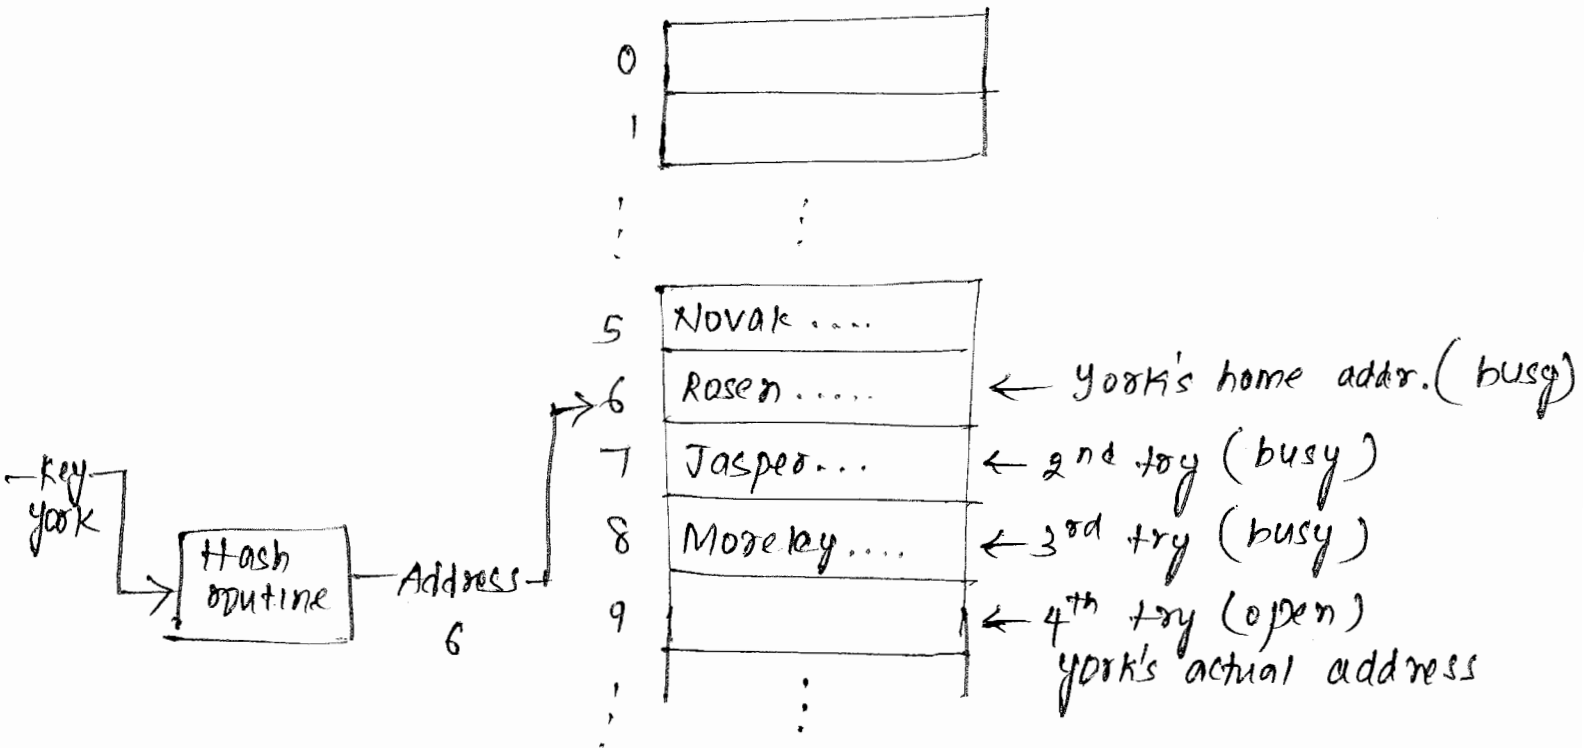 0
1
5 Novak ....
6 Rosen ..... ← York's home addr. (busy)
7 Jasper... ← 2nd try (busy)
Key
York
8 Moreley .... ← 3rd try (busy)
Hash
routine
Address
6
9 ← 4th try (open)
York's actual address